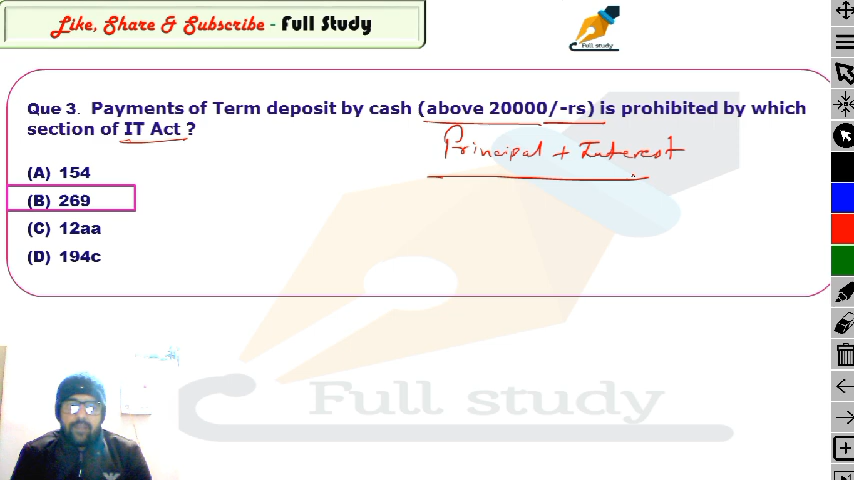 Like, Share & Subscribe - Full Study
Full study
Que 3. Payments of Term deposit by cash (above 20000/-rs) is prohibited by which
section of IT Act ?
Principal + Interest
(A) 154
(B) 269
(C) 12aa
(D) 194c
Full study